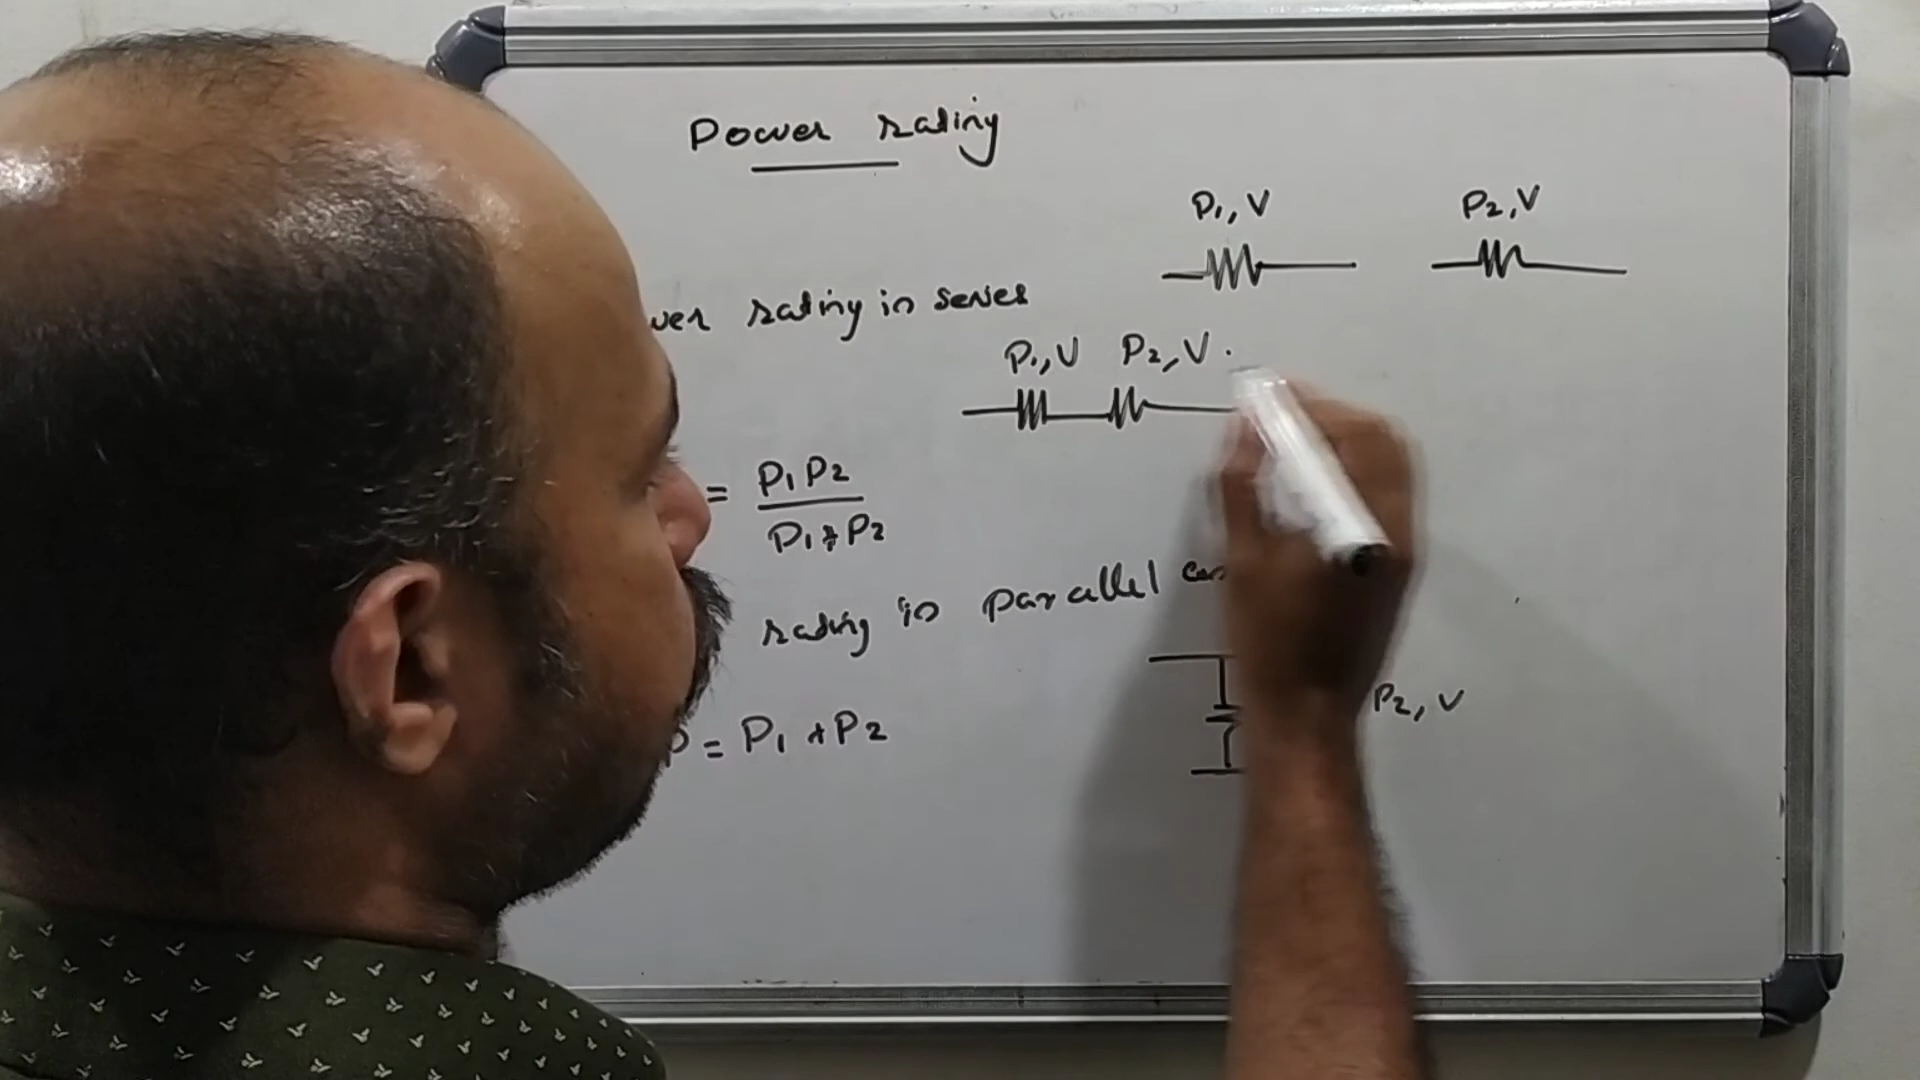 Power rating
P₁, V P₂, V
wer rating in series
P₁, V P₂, V
= P₁P₂ / P₁+P₂
rating in parallel con
P₂, V
P = P₁ + P₂